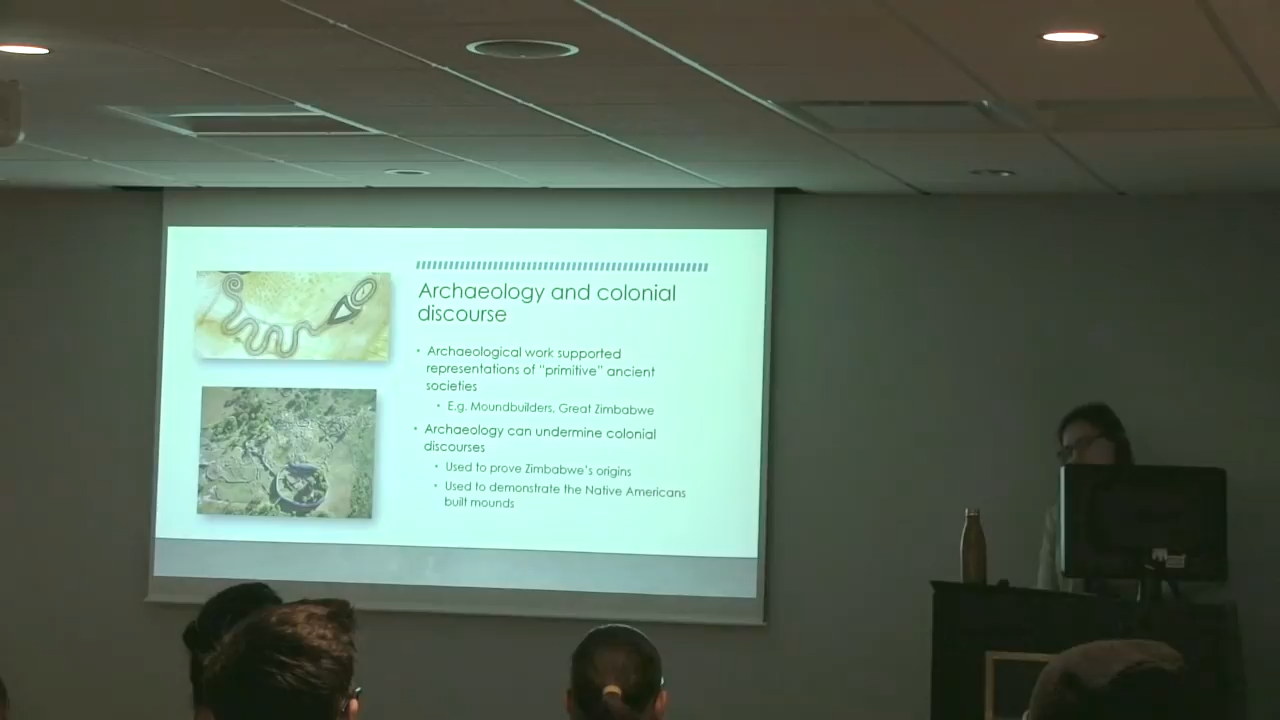 Archaeology and colonial
discourse
• Archaeological work supported
representations of "primitive" ancient
societies
• E.g. Moundbuilders, Great Zimbabwe
• Archaeology can undermine colonial
discourses
• Used to prove Zimbabwe's origins
• Used to demonstrate the Native Americans
built mounds